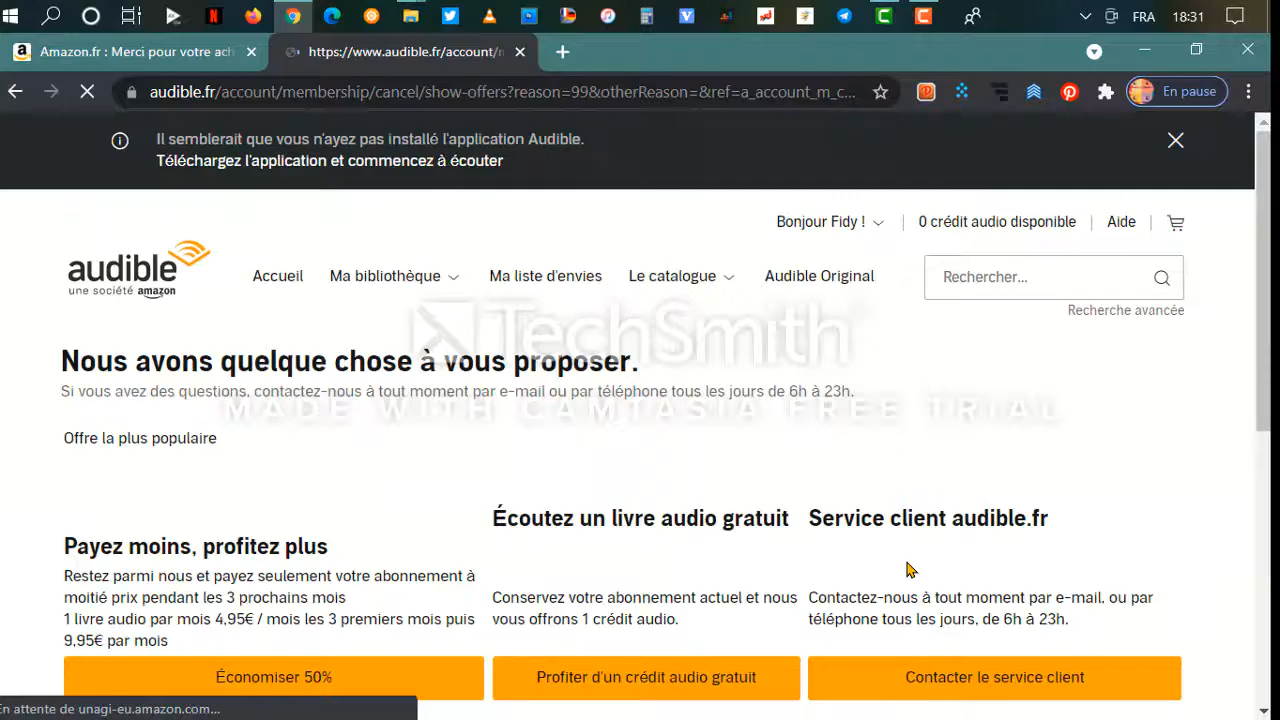 FRA
18:31
Amazon.fr : Merci pour votre ach
https://www.audible.fr/account/
audible.fr/account/membership/cancel/show-offers?reason=99&otherReason=&ref=a_account_m_c...
En pause
Il semblerait que vous n'ayez pas installé l'application Audible.
Téléchargez l'application et commencez à écouter
Bonjour Fidy !
0 crédit audio disponible
Aide
audible
une société amazon
Accueil
Ma bibliothèque
Ma liste d'envies
Le catalogue
Audible Original
Rechercher...
Recherche avancée
TechSmith
Nous avons quelque chose à vous proposer.
Si vous avez des questions, contactez-nous à tout moment par e-mail ou par téléphone tous les jours de 6h à 23h.
MADE WITH CAMTASIA FREE TRIAL
Offre la plus populaire
Payez moins, profitez plus
Restez parmi nous et payez seulement votre abonnement à
moitié prix pendant les 3 prochains mois
1 livre audio par mois 4,95€ / mois les 3 premiers mois puis
9,95€ par mois
Économiser 50%
Écoutez un livre audio gratuit
Conservez votre abonnement actuel et nous
vous offrons 1 crédit audio.
Profiter d'un crédit audio gratuit
Service client audible.fr
Contactez-nous à tout moment par e-mail, ou par
téléphone tous les jours, de 6h à 23h.
Contacter le service client
En attente de unagi-eu.amazon.com...